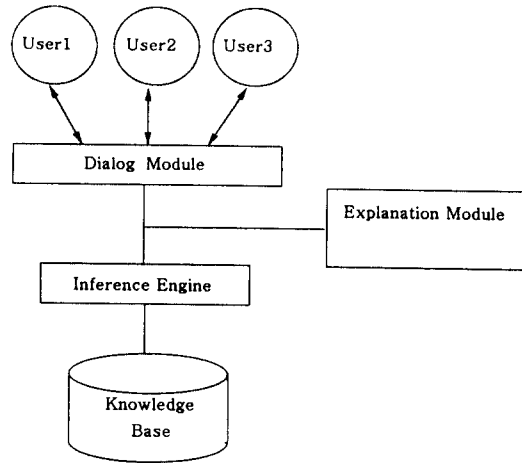 User1
User2
User3
Dialog Module
Explanation Module
Inference Engine
Knowledge
Base